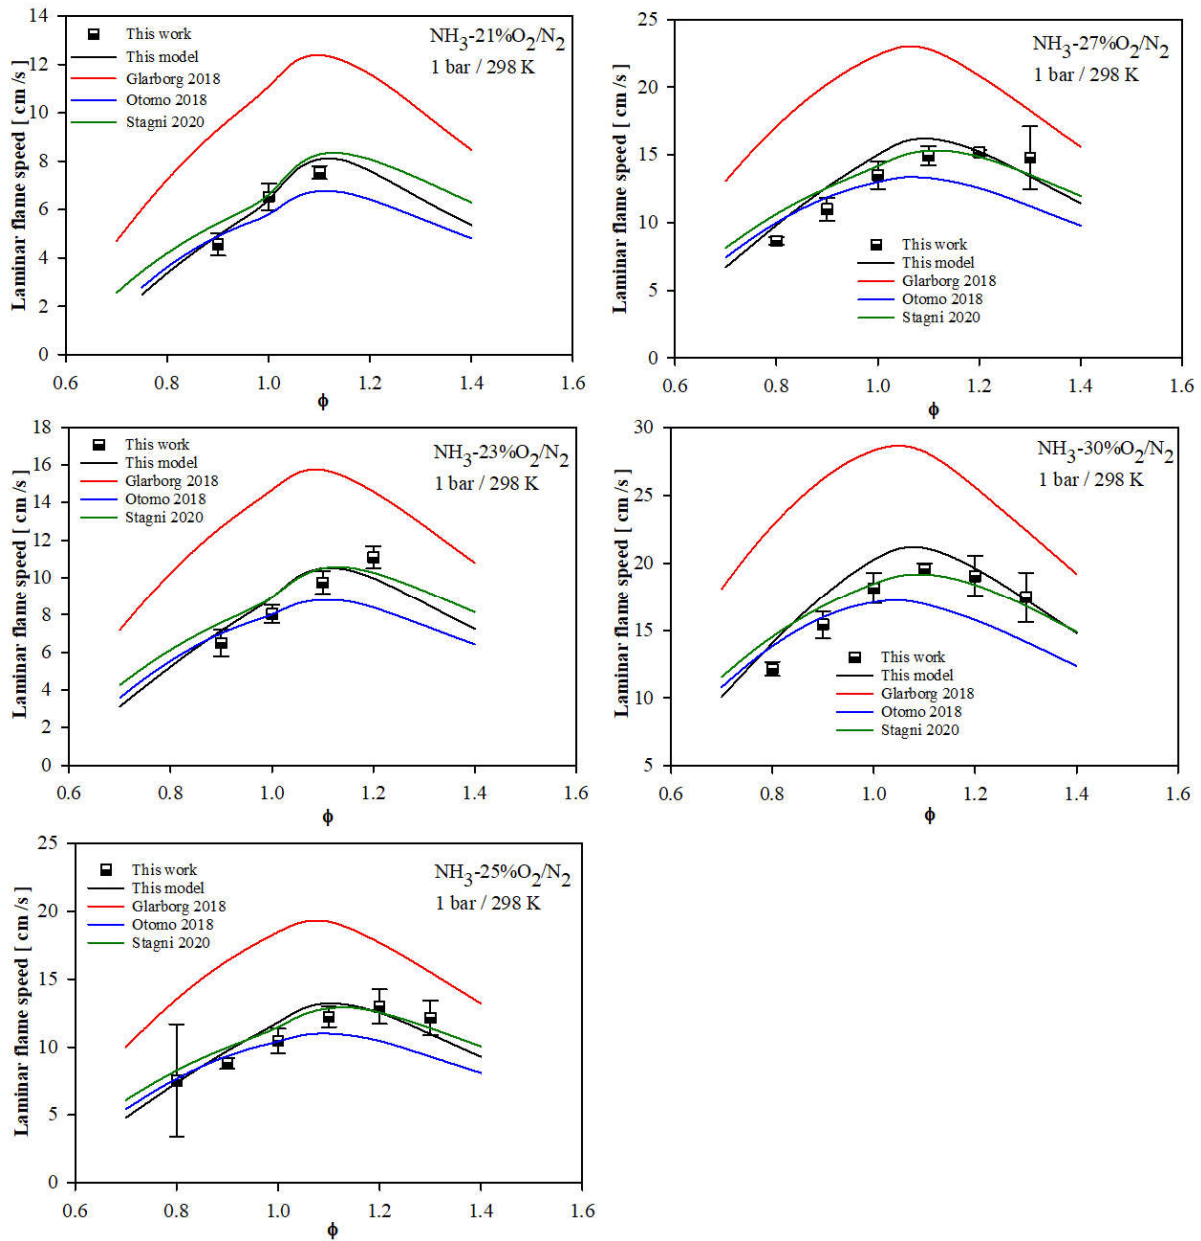 14
12
10
8
6
4
2
0
Laminar flame speed [ cm /s]
This work
This model
Glarborg 2018
Otomo 2018
Stagni 2020
NH3-21%O2/N2
1 bar / 298 K
0.6 0.8 1.0 1.2 1.4 1.6
ϕ
25
20
15
10
5
0
Laminar flame speed [ cm /s ]
NH3-27%O2/N2
1 bar / 298 K
This work
This model
Glarborg 2018
Otomo 2018
Stagni 2020
0.6 0.8 1.0 1.2 1.4 1.6
ϕ
18
16
14
12
10
8
6
4
2
0
Laminar flame speed [ cm /s ]
This work
This model
Glarborg 2018
Otomo 2018
Stagni 2020
NH3-23%O2/N2
1 bar / 298 K
0.6 0.8 1.0 1.2 1.4 1.6
ϕ
30
25
20
15
10
5
Laminar flame speed [ cm /s ]
NH3-30%O2/N2
1 bar / 298 K
This work
This model
Glarborg 2018
Otomo 2018
Stagni 2020
0.6 0.8 1.0 1.2 1.4 1.6
ϕ
25
20
15
10
5
0
Laminar flame speed [ cm /s ]
This work
This model
Glarborg 2018
Otomo 2018
Stagni 2020
NH3-25%O2/N2
1 bar / 298 K
0.6 0.8 1.0 1.2 1.4 1.6
ϕ